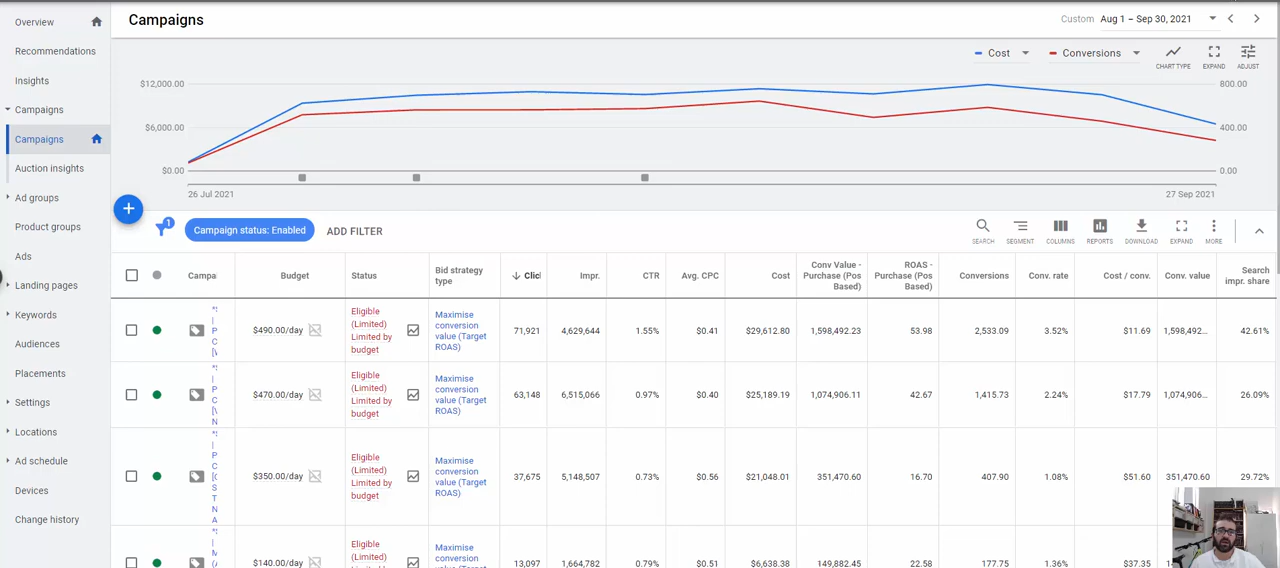 Overview
Recommendations
Insights
Campaigns
Campaigns
Auction insights
Ad groups
Product groups
Ads
Landing pages
Keywords
Audiences
Placements
Settings
Locations
Ad schedule
Devices
Change history
Campaigns
Custom Aug 1 – Sep 30, 2021
Cost
Conversions
CHART TYPE
EXPAND
ADJUST
$12,000.00
$6,000.00
$0.00
800.00
400.00
0.00
26 Jul 2021
27 Sep 2021
1
Campaign status: Enabled
ADD FILTER
SEARCH
SEGMENT
COLUMNS
REPORTS
DOWNLOAD
EXPAND
MORE
Campai
Budget
Status
Bid strategy
type
Clic
Impr.
CTR
Avg. CPC
Cost
Conv Value -
Purchase (Pos
Based)
ROAS -
Purchase (Pos
Based)
Conversions
Conv. rate
Cost / conv.
Conv. value
Search
impr. share
$490.00/day
Eligible
(Limited)
Limited by
budget
Maximise
conversion
value (Target
ROAS)
71,921
4,629,644
1.55%
$0.41
$29,612.80
1,598,492.23
53.98
2,533.09
3.52%
$11.69
1,598,492...
42.61%
$470.00/day
Eligible
(Limited)
Limited by
budget
Maximise
conversion
value (Target
ROAS)
63,148
6,515,066
0.97%
$0.40
$25,189.19
1,074,906.11
42.67
1,415.73
2.24%
$17.79
1,074,906...
26.09%
$350.00/day
Eligible
(Limited)
Limited by
budget
Maximise
conversion
value (Target
ROAS)
37,675
5,148,507
0.73%
$0.56
$21,048.01
351,470.60
16.70
407.90
1.08%
$51.60
351,470.60
29.72%
$140.00/day
Eligible
(Limited)
Maximise
conversion
13,097
1,664,782
0.79%
$0.51
$6,638.38
149,882.45
22.58
177.75
1.36%
$37.35